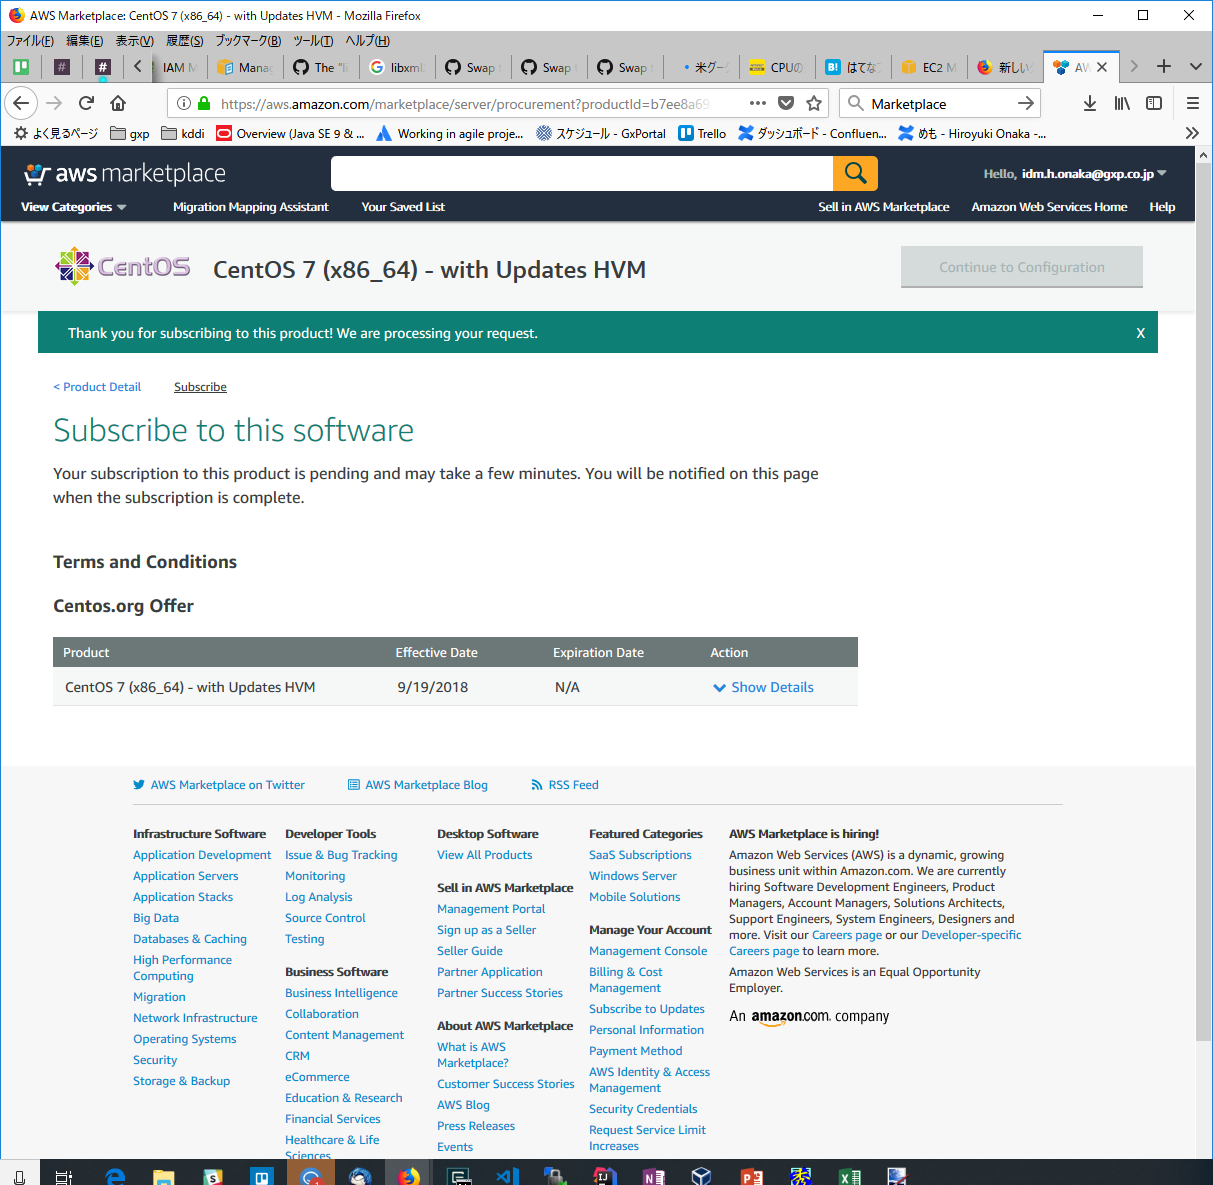 AWS Marketplace: CentOS 7 (x86_64) - with Updates HVM - Mozilla Firefox
ファイル(F) 編集(E) 表示(V) 履歴(S) ブックマーク(B) ツール(T) ヘルプ(H)
IAM M Mana The "li libxml Swap Swap Swap 米グー CPUの はてな EC2 M 新しい AW
https://aws.amazon.com/marketplace/server/procurement?productId=b7ee8a69
Marketplace
よく見るページ gxp kddi Overview (Java SE 9 & ... Working in agile proje... スケジュール - GxPortal Trello ダッシュボード - Confluen... めも - Hiroyuki Onaka -...
aws marketplace
Hello, idm.h.onaka@gxp.co.jp
View Categories Migration Mapping Assistant Your Saved List Sell in AWS Marketplace Amazon Web Services Home Help
CentOS
CentOS 7 (x86_64) - with Updates HVM
Continue to Configuration
Thank you for subscribing to this product! We are processing your request. X
< Product Detail Subscribe
Subscribe to this software
Your subscription to this product is pending and may take a few minutes. You will be notified on this page
when the subscription is complete.
Terms and Conditions
Centos.org Offer
Product Effective Date Expiration Date Action
CentOS 7 (x86_64) - with Updates HVM 9/19/2018 N/A Show Details
AWS Marketplace on Twitter AWS Marketplace Blog RSS Feed
Infrastructure Software
Application Development
Application Servers
Application Stacks
Big Data
Databases & Caching
High Performance
Computing
Migration
Network Infrastructure
Operating Systems
Security
Storage & Backup
Developer Tools
Issue & Bug Tracking
Monitoring
Log Analysis
Source Control
Testing
Business Software
Business Intelligence
Collaboration
Content Management
CRM
eCommerce
Education & Research
Financial Services
Healthcare & Life
Sciences
Desktop Software
View All Products
Sell in AWS Marketplace
Management Portal
Sign up as a Seller
Seller Guide
Partner Application
Partner Success Stories
About AWS Marketplace
What is AWS
Marketplace?
Customer Success Stories
AWS Blog
Press Releases
Events
Featured Categories
SaaS Subscriptions
Windows Server
Mobile Solutions
Manage Your Account
Management Console
Billing & Cost
Management
Subscribe to Updates
Personal Information
Payment Method
AWS Identity & Access
Management
Security Credentials
Request Service Limit
Increases
AWS Marketplace is hiring!
Amazon Web Services (AWS) is a dynamic, growing
business unit within Amazon.com. We are currently
hiring Software Development Engineers, Product
Managers, Account Managers, Solutions Architects,
Support Engineers, System Engineers, Designers and
more. Visit our Careers page or our Developer-specific
Careers page to learn more.
Amazon Web Services is an Equal Opportunity
Employer.
An amazon.com. company